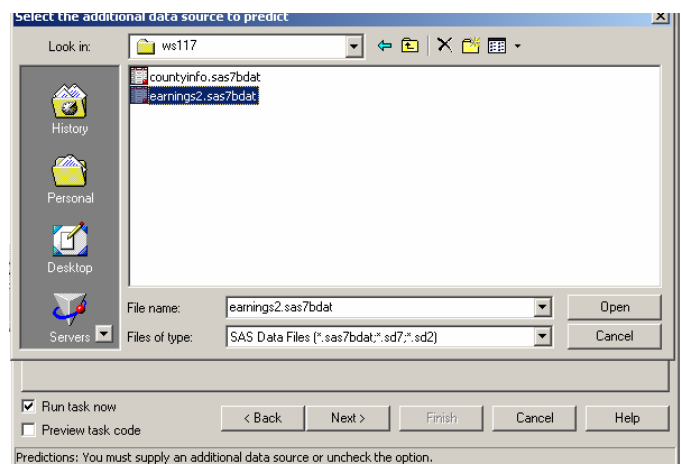 Select the additional data source to predict
Look in: ws117
countyinfo.sas7bdat
earnings2.sas7bdat
History
Personal
Desktop
Servers
File name: earnings2.sas7bdat Open
Files of type: SAS Data Files (*.sas7bdat;*.sd7;*.sd2) Cancel
Run task now
Preview task code
< Back Next > Finish Cancel Help
Predictions: You must supply an additional data source or uncheck the option.